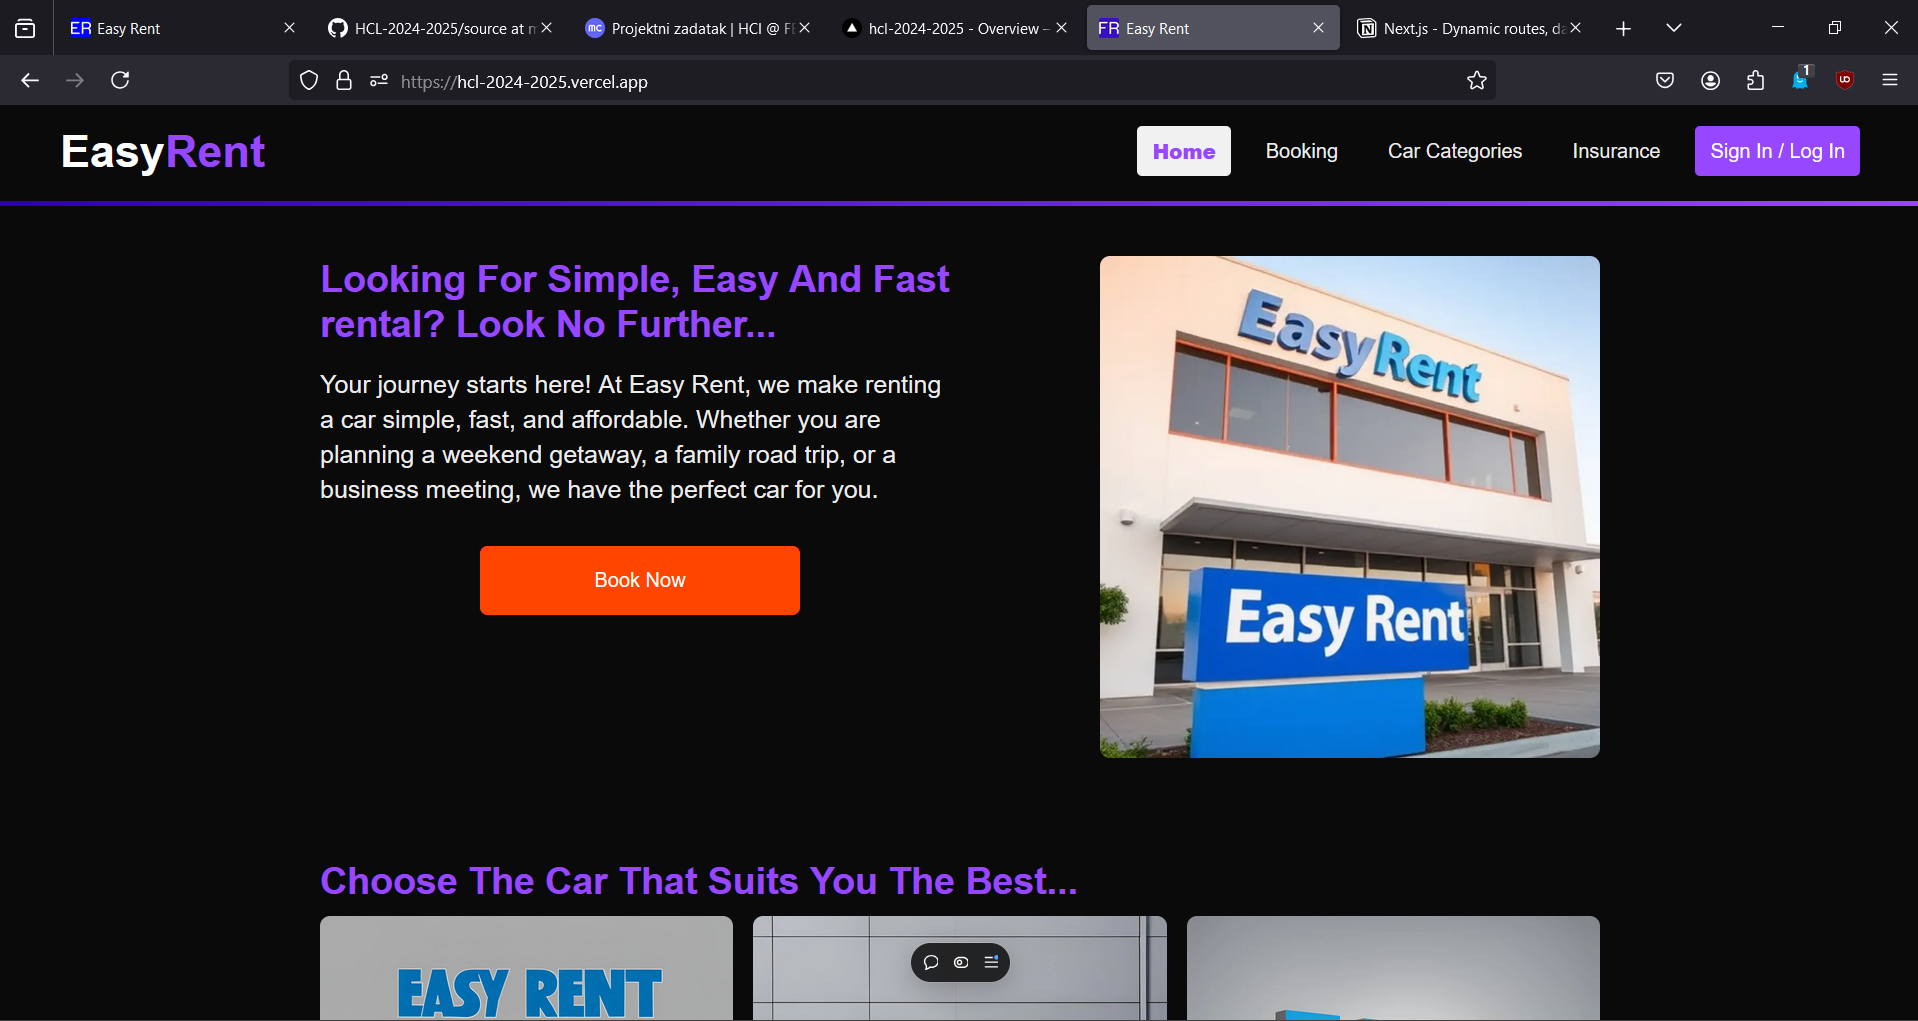 ER Easy Rent
HCL-2024-2025/source at m
mc Projektni zadatak | HCI @ FE
hcl-2024-2025 - Overview –
FR Easy Rent
Next.js - Dynamic routes, da
https://hcl-2024-2025.vercel.app
1
EasyRent
Home
Booking
Car Categories
Insurance
Sign In / Log In
Looking For Simple, Easy And Fast
rental? Look No Further...
Your journey starts here! At Easy Rent, we make renting
a car simple, fast, and affordable. Whether you are
planning a weekend getaway, a family road trip, or a
business meeting, we have the perfect car for you.
Book Now
EasyRent
Easy Rent
Choose The Car That Suits You The Best...
EASY RENT